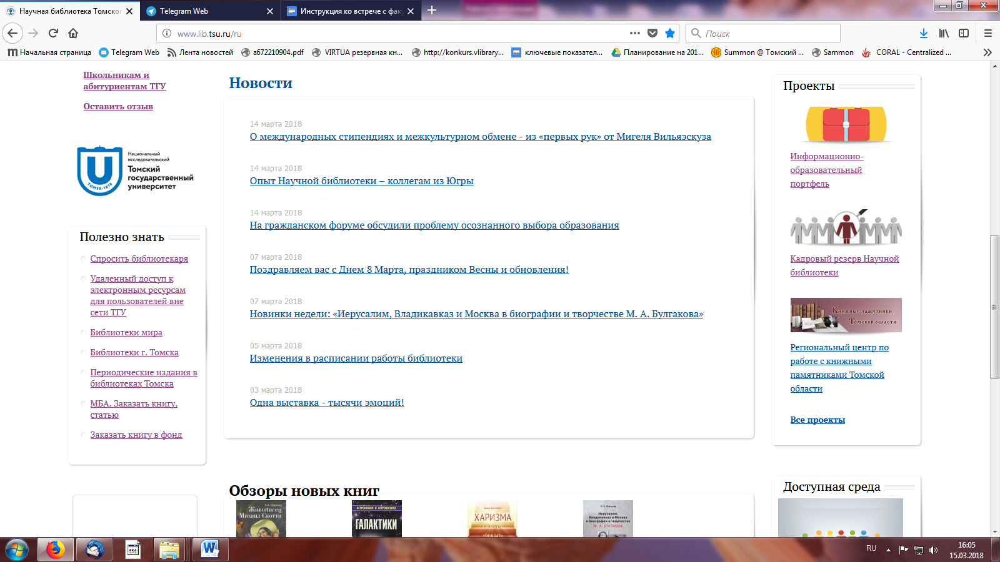 Научная библиотека Томског
Telegram Web
Инструкция ко встрече с факу
www.lib.tsu.ru/ru
Поиск
Начальная страница
Telegram Web
Лента новостей
a672210904.pdf
VIRTUA резервная кн...
http://konkurs.vlibrary...
ключевые показател...
Планирование на 201...
Summon @ Томский ...
Sammon
CORAL - Centralized ...
Школьникам и
абитуриентам ТГУ
Оставить отзыв
Национальный
исследовательский
Томский
государственный
университет
TOMSK·1878
Полезно знать
Спросить библиотекаря
Удаленный доступ к
электронным ресурсам
для пользователей вне
сети ТГУ
Библиотеки мира
Библиотеки г. Томска
Периодические издания в
библиотеках Томска
МБА. Заказать книгу,
статью
Заказать книгу в фонд
Новости
14 марта 2018
О международных стипендиях и межкультурном обмене - из «первых рук» от Мигеля Вильяэскуза
14 марта 2018
Опыт Научной библиотеки – коллегам из Югры
14 марта 2018
На гражданском форуме обсудили проблему осознанного выбора образования
07 марта 2018
Поздравляем вас с Днем 8 Марта, праздником Весны и обновления!
07 марта 2018
Новинки недели: «Иерусалим, Владикавказ и Москва в биографии и творчестве М. А. Булгакова»
05 марта 2018
Изменения в расписании работы библиотеки
03 марта 2018
Одна выставка - тысячи эмоций!
Обзоры новых книг
Живописец
Михаил Скотти
АСТРОНОМИЯ И АСТРОФИЗИКА
ГАЛАКТИКИ
ХАРИЗМА
убеждать
Иерусалим,
Владикавказ и Москва
в биографии и творчестве
М. А. БУЛГАКОВА
Проекты
Информационно-
образовательный
портфель
Кадровый резерв Научной
библиотеки
Книжные памятники
Томской области
Региональный центр по
работе с книжными
памятниками Томской
области
Все проекты
Доступная среда
RU
16:05
15.03.2018